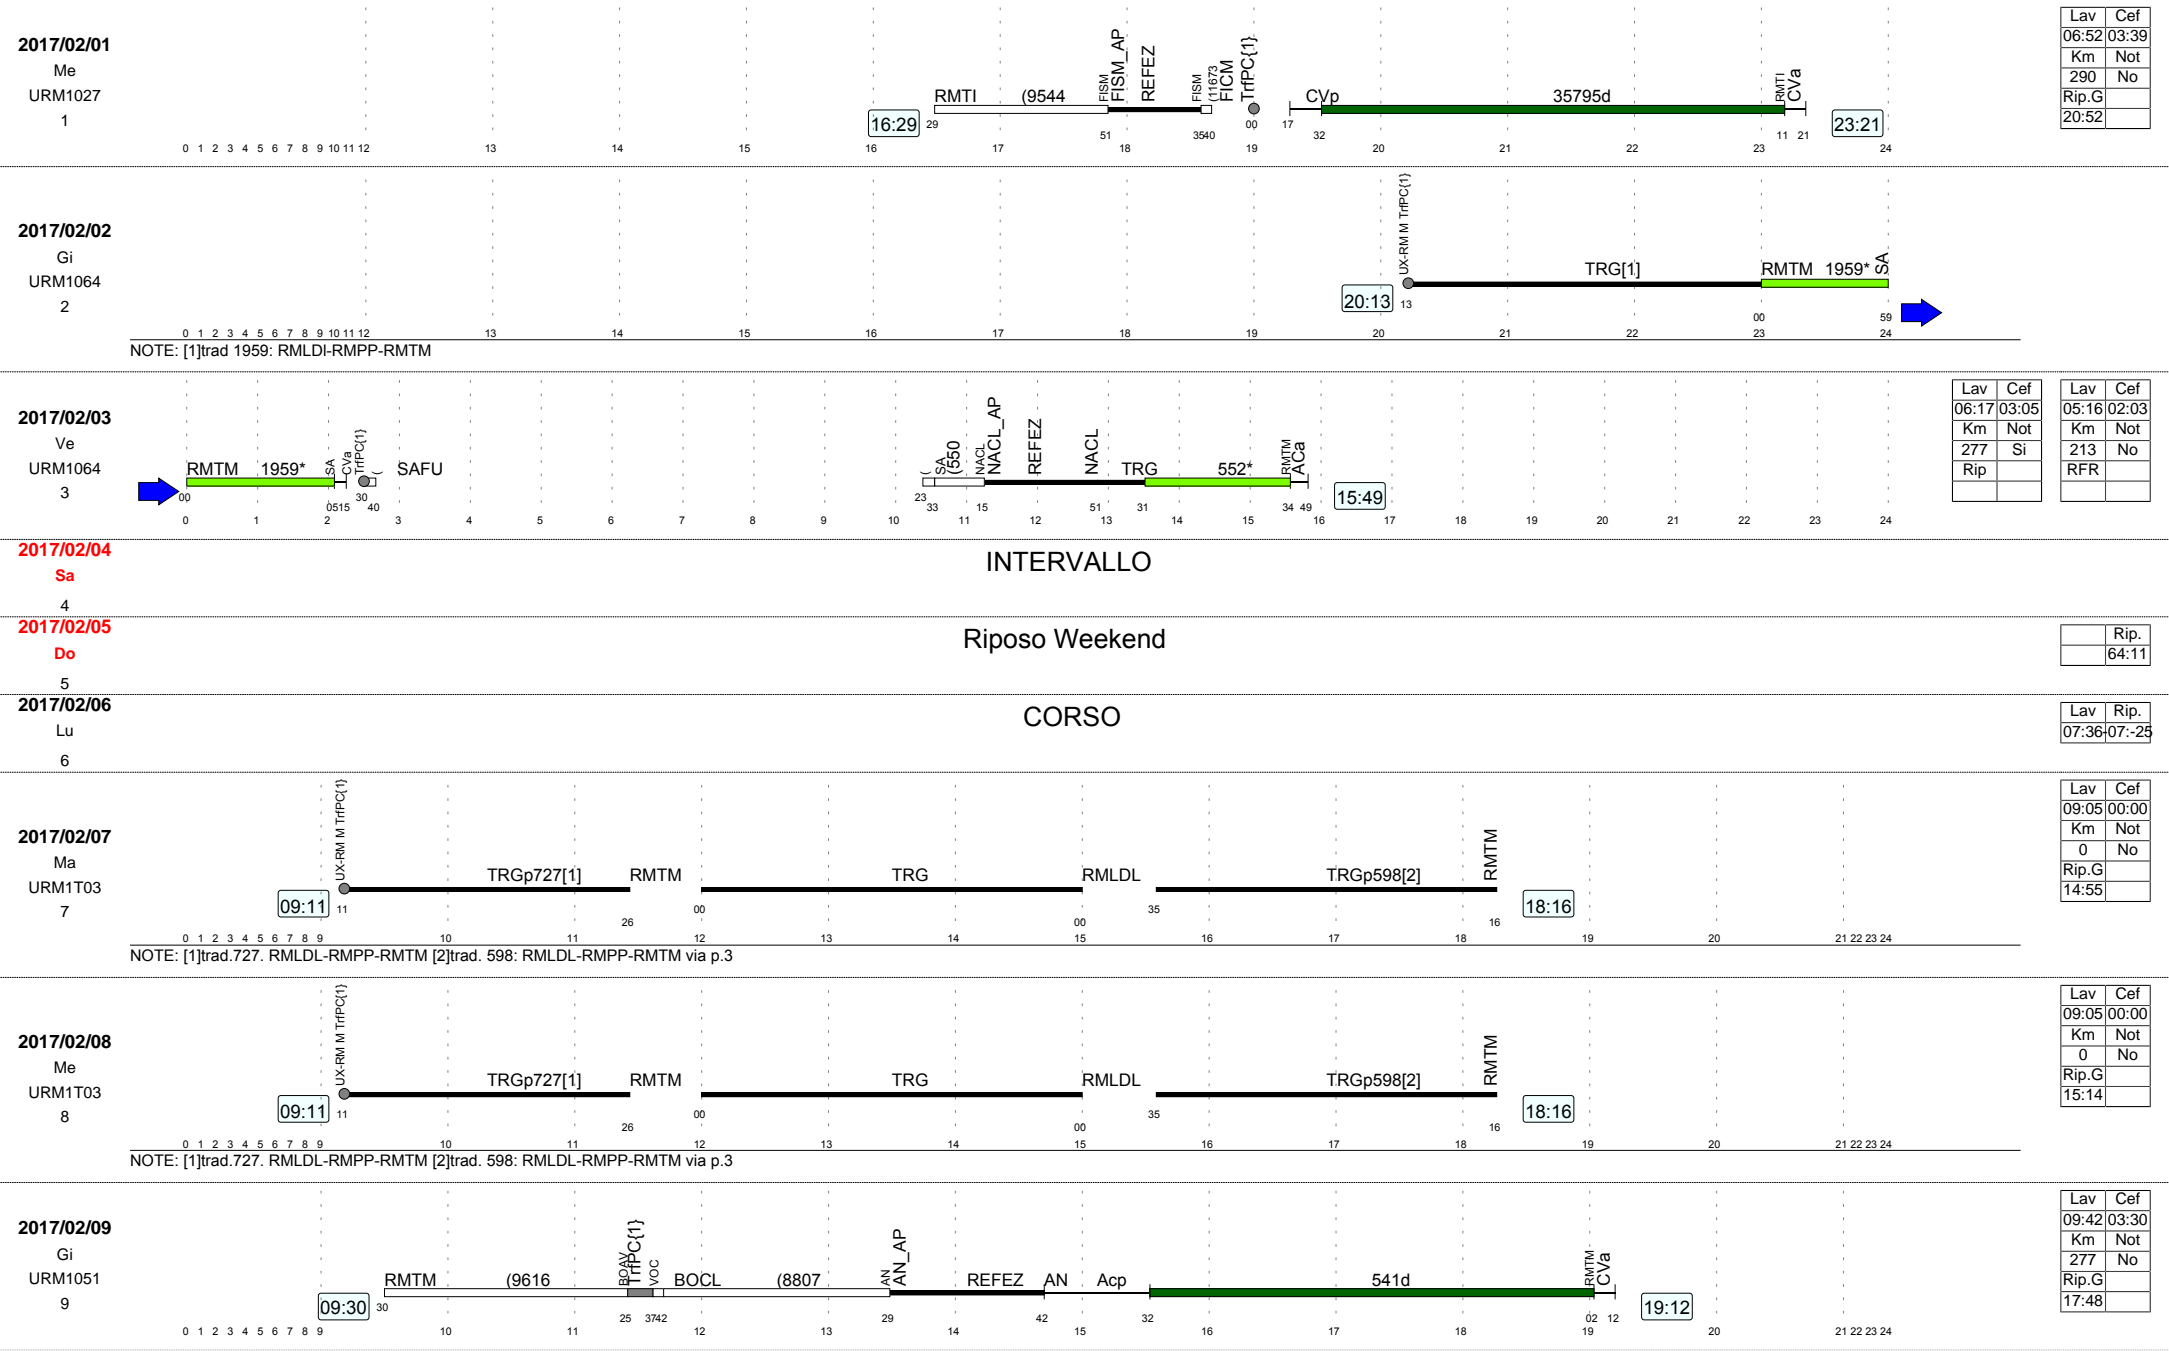 2017/02/01
Me
URM1027
1
16:29
29
RMTI (9544
FISM
FISM_AP
REFEZ
FISM
(11673
FICM
TrfPC{1}
CVp
35795d
RMTI
CVa
23:21
51 3540 00 17 32 11 21
0 1 2 3 4 5 6 7 8 9 10 11 12 13 14 15 16 17 18 19 20 21 22 23 24
Lav Cef
06:52 03:39
Km Not
290 No
Rip.G
20:52
2017/02/02
Gi
URM1064
2
20:13
13
UX-RM M TrfPC{1}
TRG[1]
RMTM 1959*
SA
00 59
0 1 2 3 4 5 6 7 8 9 10 11 12 13 14 15 16 17 18 19 20 21 22 23 24
NOTE: [1]trad 1959: RMLDI-RMPP-RMTM
2017/02/03
Ve
URM1064
3
RMTM 1959*
SA
CVa
TrfPC{1}
(
SAFU
(
SA
(550
NACL
NACL_AP
REFEZ
NACL
TRG
552*
RMTM
ACa
15:49
00 0515 30 40 23 33 15 51 31 34 49
0 1 2 3 4 5 6 7 8 9 10 11 12 13 14 15 16 17 18 19 20 21 22 23 24
Lav Cef Lav Cef
06:17 03:05 05:16 02:03
Km Not Km Not
277 Si 213 No
Rip RFR
2017/02/04
Sa
4
INTERVALLO
2017/02/05
Do
5
Riposo Weekend
Rip.
64:11
2017/02/06
Lu
6
CORSO
Lav Rip.
07:36 -07:-25
2017/02/07
Ma
URM1T03
7
09:11
11
UX-RM M TrfPC{1}
TRGp727[1] RMTM TRG RMLDL TRGp598[2]
RMTM
18:16
26 00 00 35 16
0 1 2 3 4 5 6 7 8 9 10 11 12 13 14 15 16 17 18 19 20 21 22 23 24
NOTE: [1]trad.727. RMLDL-RMPP-RMTM [2]trad. 598: RMLDL-RMPP-RMTM via p.3
Lav Cef
09:05 00:00
Km Not
0 No
Rip.G
14:55
2017/02/08
Me
URM1T03
8
09:11
11
UX-RM M TrfPC{1}
TRGp727[1] RMTM TRG RMLDL TRGp598[2]
RMTM
18:16
26 00 00 35 16
0 1 2 3 4 5 6 7 8 9 10 11 12 13 14 15 16 17 18 19 20 21 22 23 24
NOTE: [1]trad.727. RMLDL-RMPP-RMTM [2]trad. 598: RMLDL-RMPP-RMTM via p.3
Lav Cef
09:05 00:00
Km Not
0 No
Rip.G
15:14
2017/02/09
Gi
URM1051
9
09:30
30
RMTM (9616
BOAV
TrfPC{1}
VOC
BOCL (8807
AN
AN_AP
REFEZ AN Acp
541d
RMTM
CVa
19:12
25 3742 29 42 32 02 12
0 1 2 3 4 5 6 7 8 9 10 11 12 13 14 15 16 17 18 19 20 21 22 23 24
Lav Cef
09:42 03:30
Km Not
277 No
Rip.G
17:48